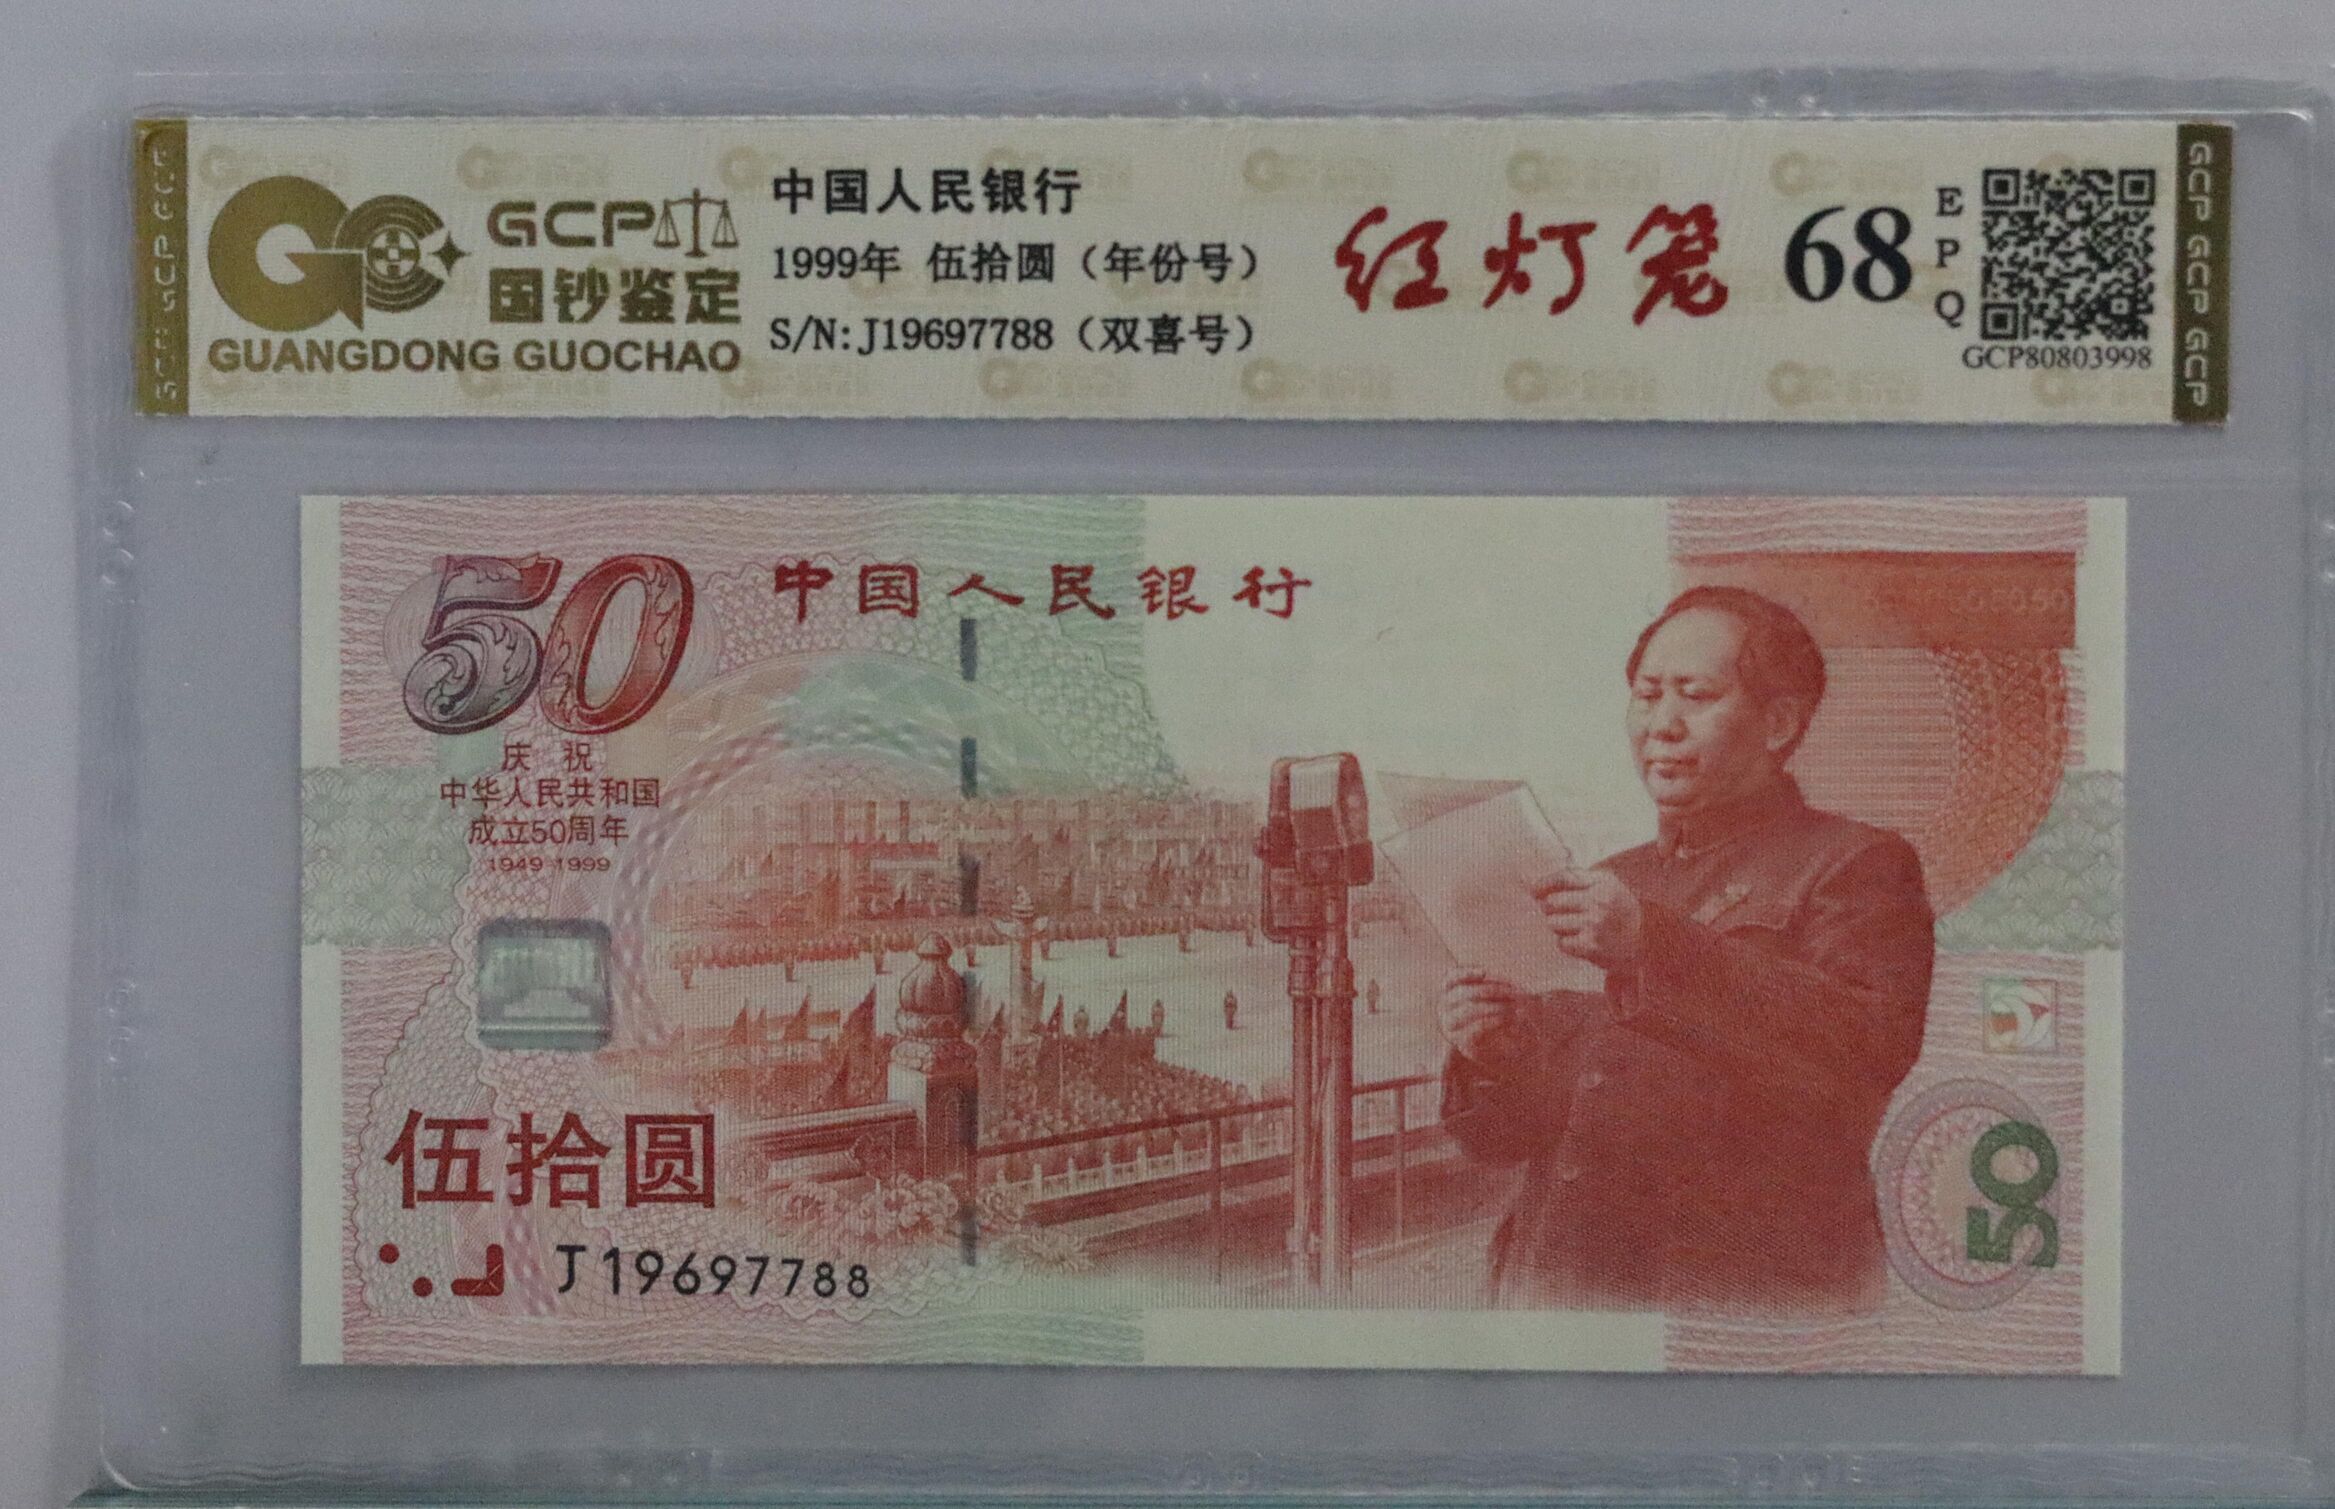 GCP
国钞鉴定
GUANGDONG GUOCHAO
中国人民银行
1999年 伍拾圆（年份号）
S/N:J19697788（双喜号）
红灯笼
68
EPQ
GCP80803998
GCP GCP GCP GCP
50
中国人民银行
庆 祝
中华人民共和国
成立50周年
1949-1999
伍拾圆
J19697788
50